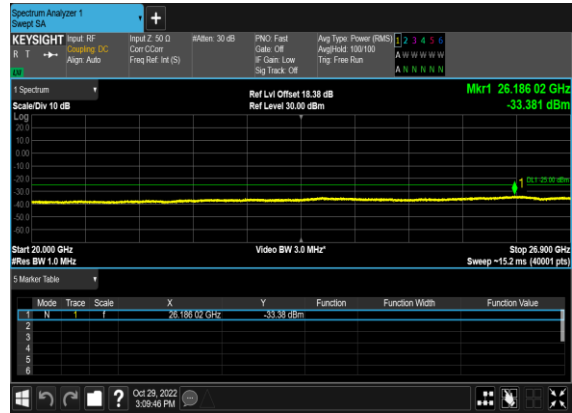 Spectrum Analyzer 1
Swept SA
+
KEYSIGHT Input: RF Input Z: 50 Ω #Atten: 30 dB PNO: Fast Avg Type: Power (RMS) 1 2 3 4 5 6
R T Coupling: DC Corr CCorr Gate: Off Avg|Hold: 100/100 A W W W W W
Align: Auto Freq Ref: Int (S) IF Gain: Low Trig: Free Run
LW Sig Track: Off A N N N N N
1 Spectrum Ref Lvl Offset 18.38 dB Mkr1 26.186 02 GHz
Scale/Div 10 dB Ref Level 30.00 dBm -33.381 dBm
Log
20.0
10.0
0.00
-10.0
-20.0
1 DL1 -25.00 dBm
-30.0
-40.0
-50.0
-60.0
Start 20.000 GHz Video BW 3.0 MHz* Stop 26.900 GHz
#Res BW 1.0 MHz Sweep ~15.2 ms (40001 pts)
5 Marker Table
Mode Trace Scale X Y Function Function Width Function Value
1 N 1 f 26.186 02 GHz -33.38 dBm
2
3
4
5
6
? Oct 29, 2022
3:09:46 PM